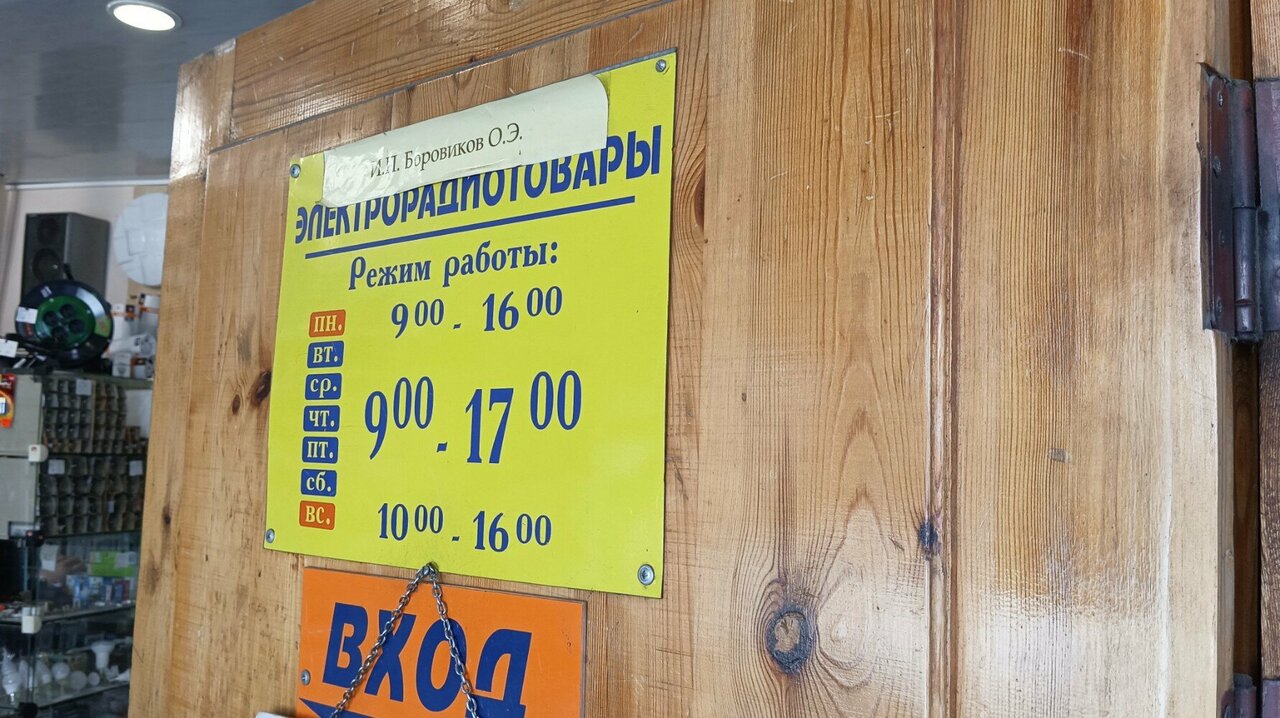 И.П. Боровиков О.Э.
ЭЛЕКТРОРАДИОТОВАРЫ
Режим работы:
пн. 9 00 - 16 00
вт.
ср.
чт. 9 00 - 17 00
пт.
сб.
вс. 10 00 - 16 00
ВХОД